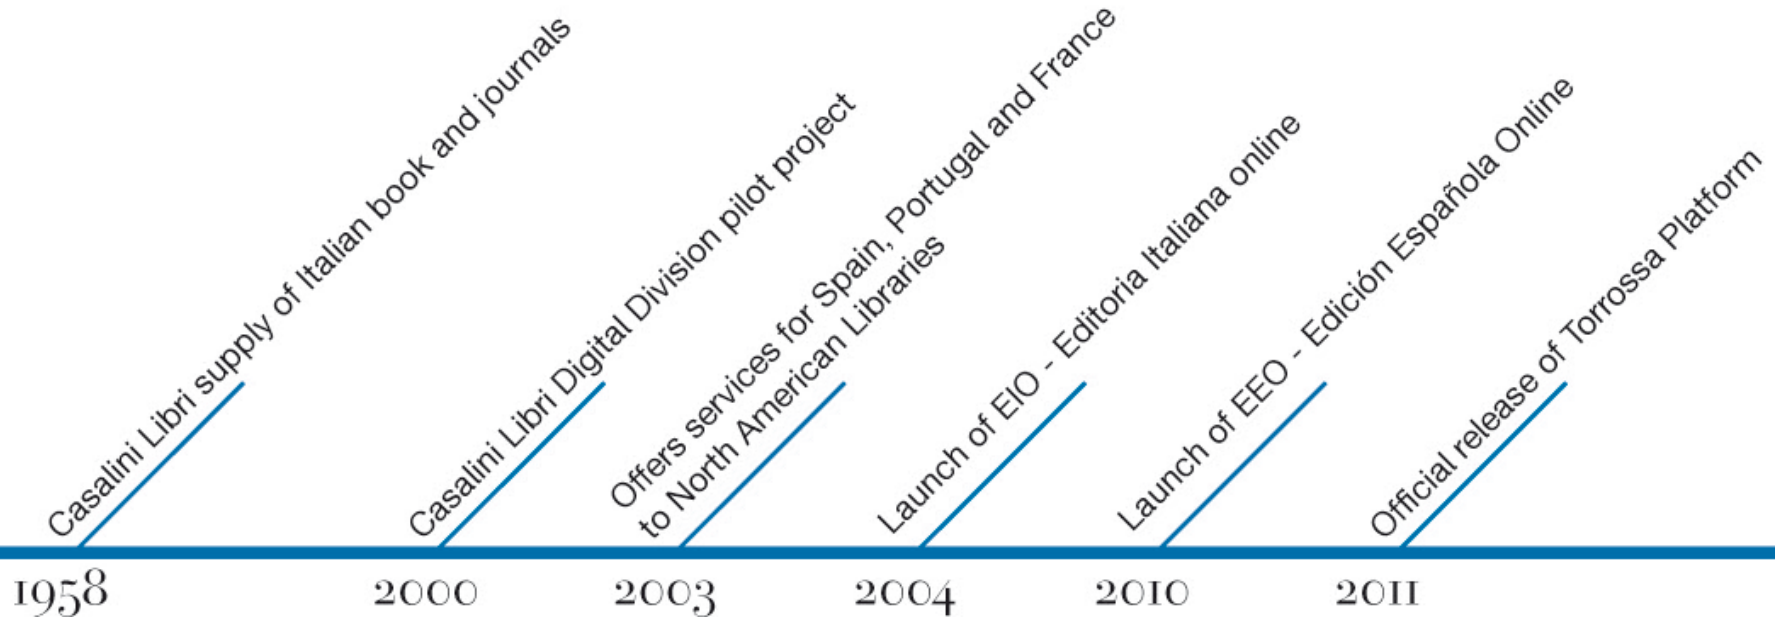 Casalini Libri supply of Italian book and journals
Casalini Libri Digital Division pilot project
Offers services for Spain, Portugal and France
to North American Libraries
Launch of EIO - Editoria Italiana online
Launch of EEO - Edición Española Online
Official release of Torrossa Platform
1958
2000
2003
2004
2010
2011